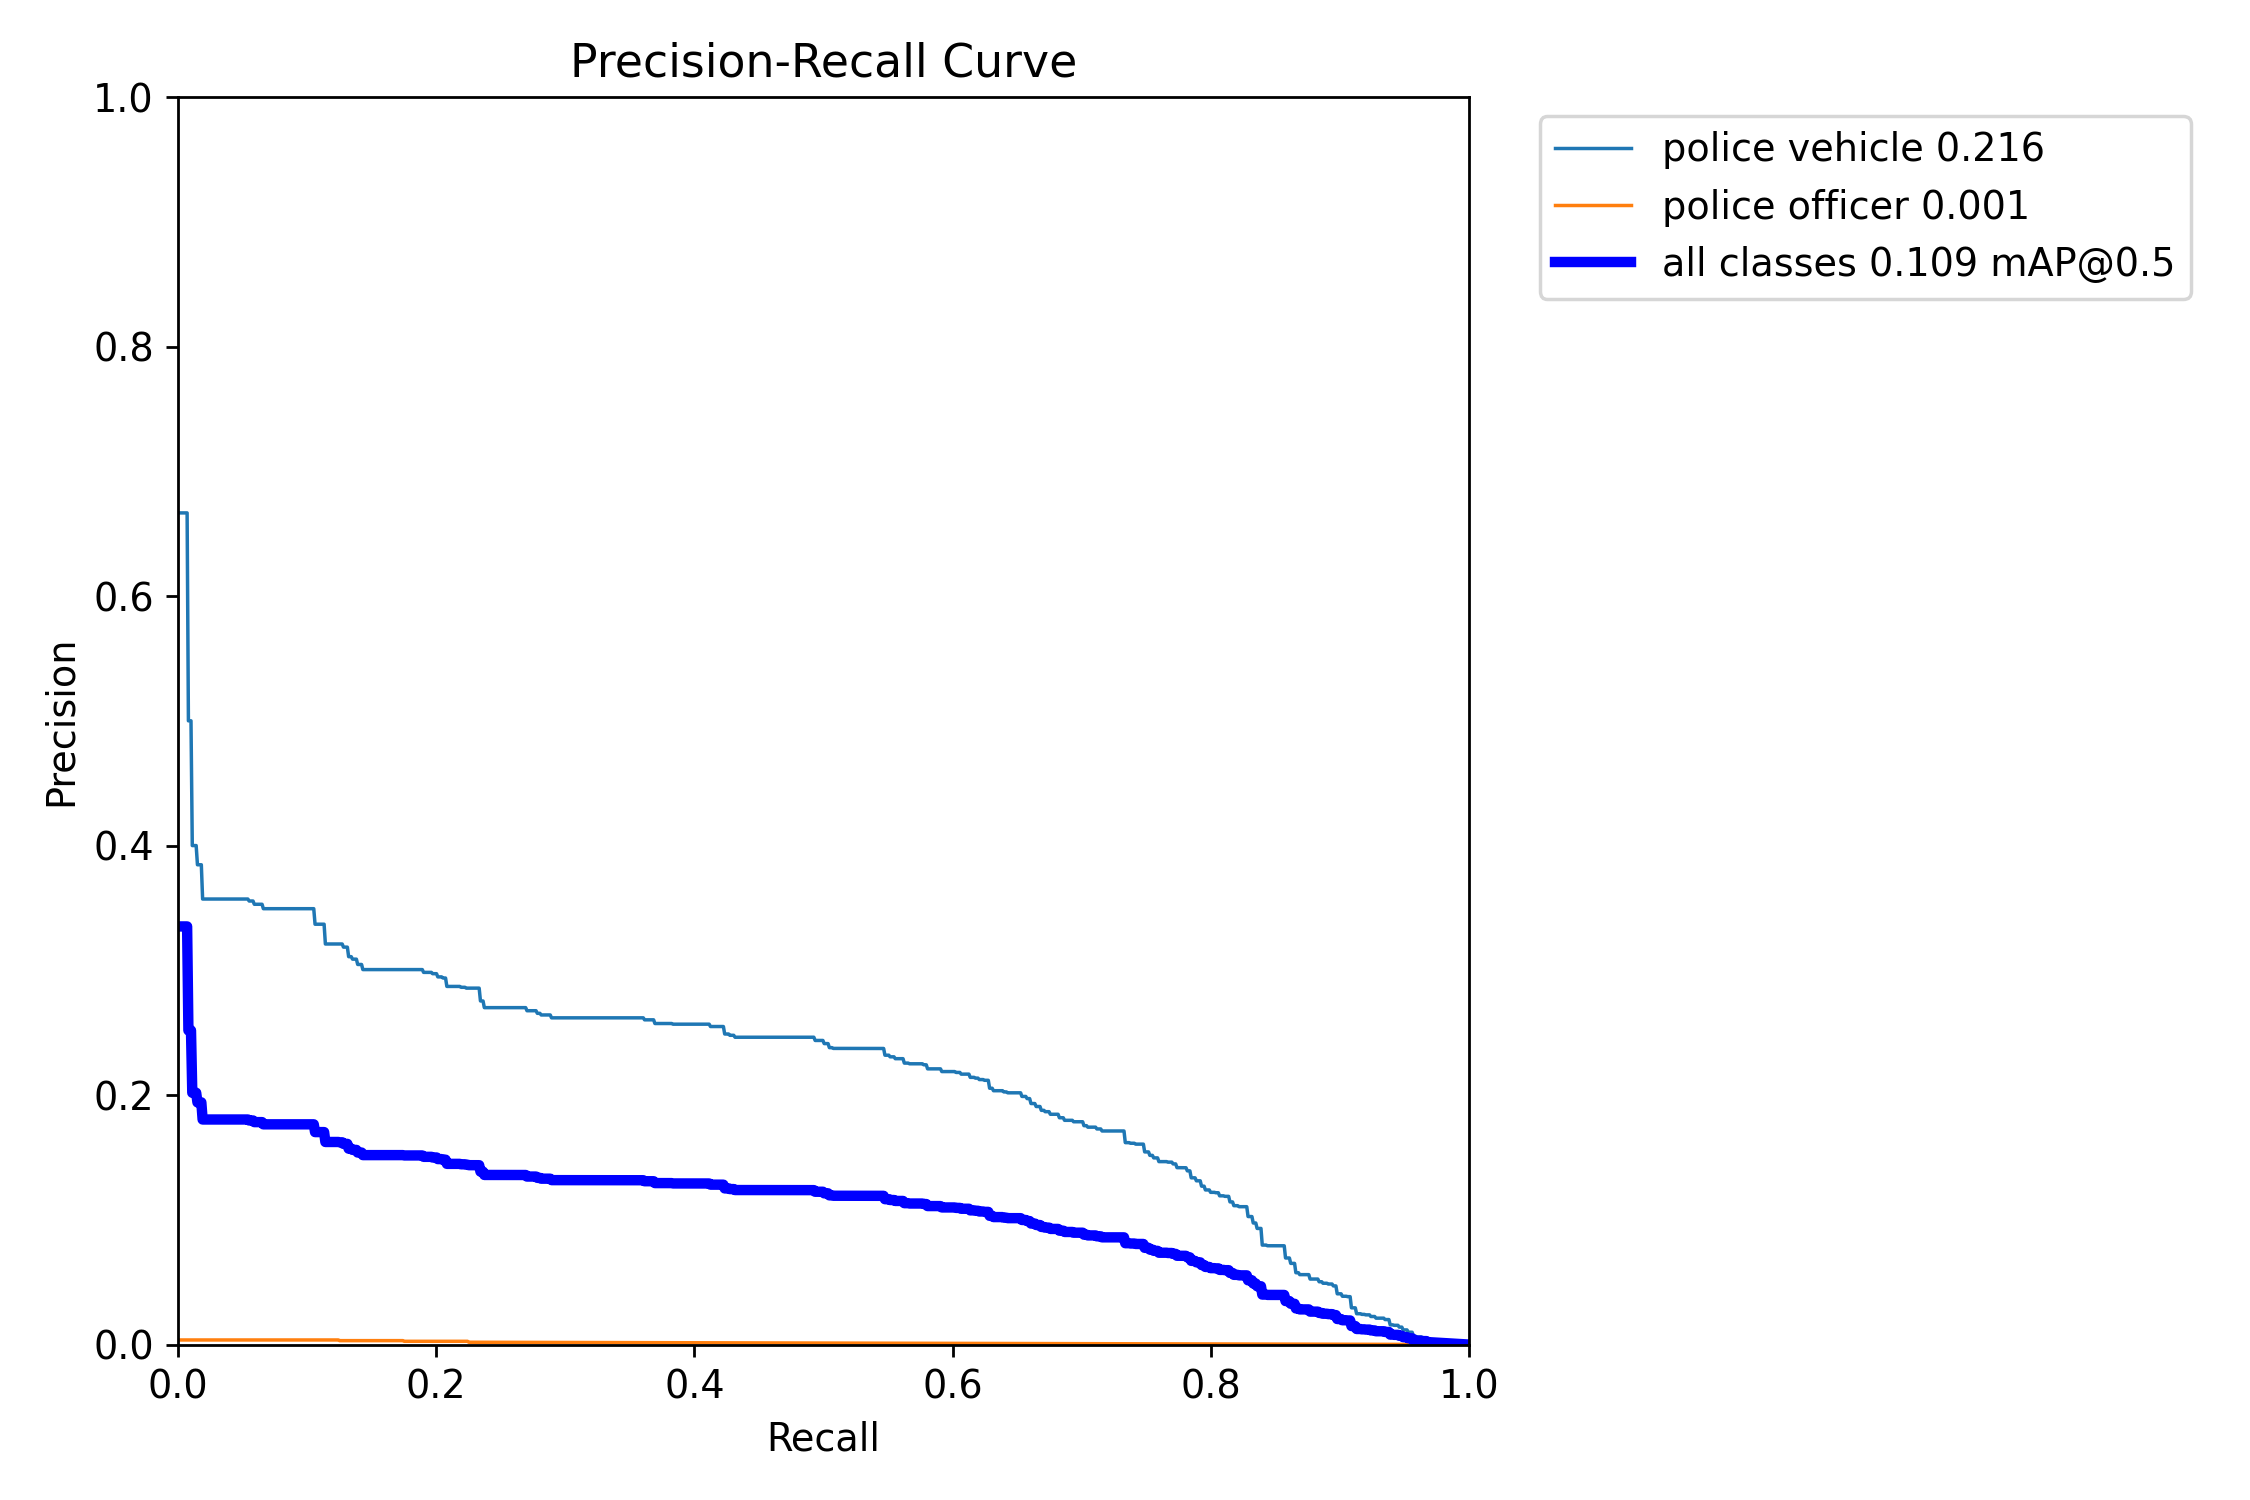 Precision-Recall Curve
1.0
0.8
0.6
0.4
0.2
0.0
Precision
0.0 0.2 0.4 0.6 0.8 1.0
Recall
police vehicle 0.216
police officer 0.001
all classes 0.109 mAP@0.5